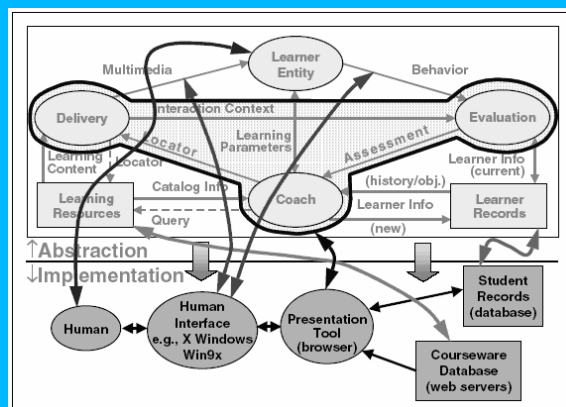 Learner
Entity
Multimedia
Behavior
Interaction Context
Delivery
Evaluation
Learning
Parameters
Locator
Assessment
Learning
Content
Locator
Learner Info
(current)
Catalog Info
Coach
(history/obj.)
Learning
Resources
Learner Info
Learner
Records
Query
(new)
↑Abstraction
↓Implementation
Student
Records
(database)
Human
Human
Interface
e.g., X Windows
Win9x
Presentation
Tool
(browser)
Courseware
Database
(web servers)